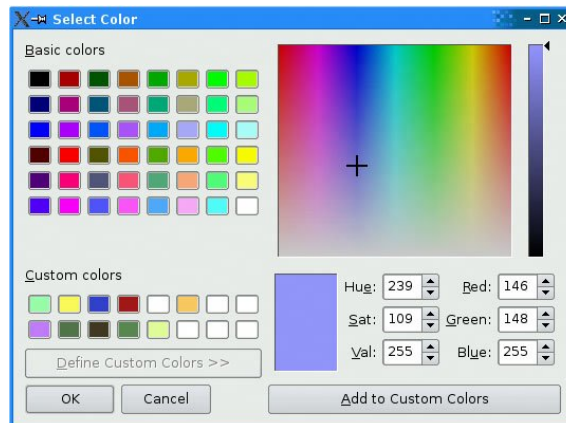 Select Color
Basic colors
Custom colors
Define Custom Colors >>
OK
Cancel
Hue: 239
Red: 146
Sat: 109
Green: 148
Val: 255
Blue: 255
Add to Custom Colors